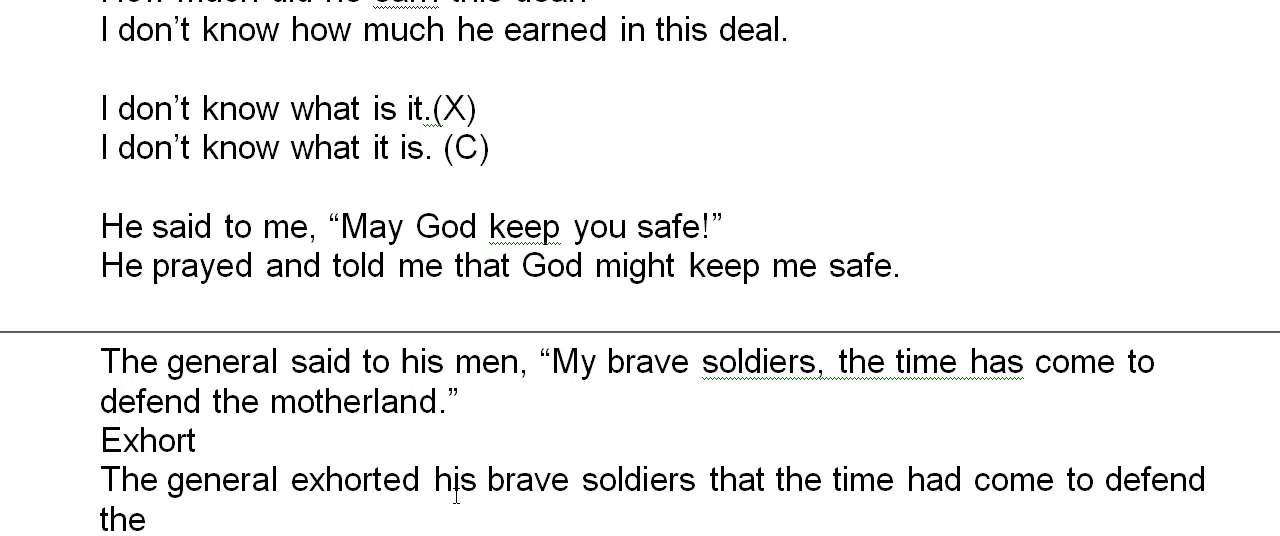 I don’t know how much he earned in this deal.
I don’t know what is it.(X)
I don’t know what it is. (C)
He said to me, “May God keep you safe!”
He prayed and told me that God might keep me safe.
The general said to his men, “My brave soldiers, the time has come to
defend the motherland.”
Exhort
The general exhorted his brave soldiers that the time had come to defend
the